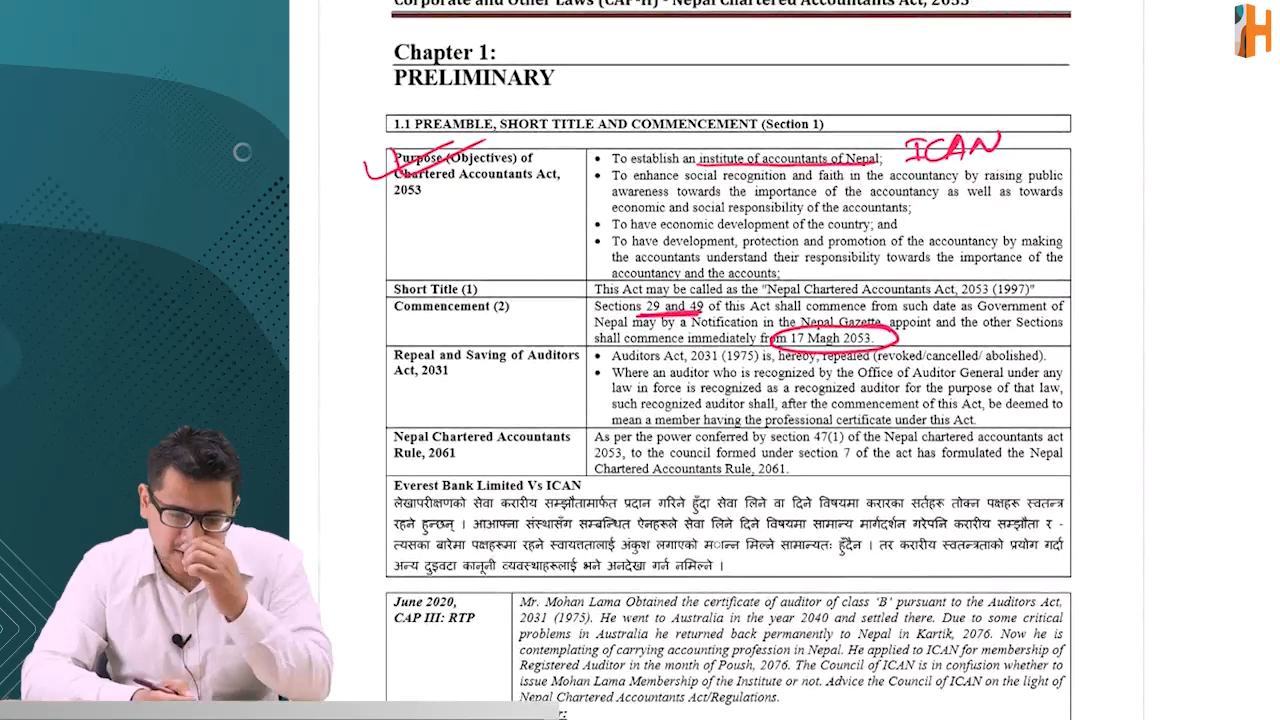 Corporate and Other Laws (CAP-II) - Nepal Chartered Accountants Act, 2053
H
Chapter 1:
PRELIMINARY
1.1 PREAMBLE, SHORT TITLE AND COMMENCEMENT (Section 1)
ICAN
Purpose (Objectives) of
Chartered Accountants Act,
2053
• To establish an institute of accountants of Nepal;
• To enhance social recognition and faith in the accountancy by raising public
awareness towards the importance of the accountancy as well as towards
economic and social responsibility of the accountants;
• To have economic development of the country; and
• To have development, protection and promotion of the accountancy by making
the accountants understand their responsibility towards the importance of the
accountancy and the accounts;
Short Title (1)
This Act may be called as the "Nepal Chartered Accountants Act, 2053 (1997)"
Commencement (2)
Sections 29 and 49 of this Act shall commence from such date as Government of
Nepal may by a Notification in the Nepal Gazette, appoint and the other Sections
shall commence immediately from 17 Magh 2053.
Repeal and Saving of Auditors
Act, 2031
• Auditors Act, 2031 (1975) is, hereby, repealed (revoked/cancelled/ abolished).
• Where an auditor who is recognized by the Office of Auditor General under any
law in force is recognized as a recognized auditor for the purpose of that law,
such recognized auditor shall, after the commencement of this Act, be deemed to
mean a member having the professional certificate under this Act.
Nepal Chartered Accountants
Rule, 2061
As per the power conferred by section 47(1) of the Nepal chartered accountants act
2053, to the council formed under section 7 of the act has formulated the Nepal
Chartered Accountants Rule, 2061.
Everest Bank Limited Vs ICAN
लेखापरीक्षणको सेवा करारीय सम्झौतामार्फत प्रदान गरिने हुँदा सेवा लिने वा दिने विषयमा करारका सर्तहरू तोक्न पक्षहरू स्वतन्त्र
रहने हुन्छन् । आआफ्ना संस्थासँग सम्बन्धित ऐनहरूले सेवा लिने दिने विषयमा सामान्य मार्गदर्शन गरेपनि करारीय सम्झौता र -
त्यसका बारेमा पक्षहरूमा रहने स्वायत्ततालाई अंकुश लगाएको मान्न मिल्ने सामान्यतः हुँदैन । तर करारीय स्वतन्त्रताको प्रयोग गर्दा
अन्य दुइवटा कानूनी व्यवस्थाहरूलाई भने अनदेखा गर्न नमिल्ने ।
June 2020,
CAP III: RTP
Mr. Mohan Lama Obtained the certificate of auditor of class 'B' pursuant to the Auditors Act,
2031 (1975). He went to Australia in the year 2040 and settled there. Due to some critical
problems in Australia he returned back permanently to Nepal in Kartik, 2076. Now he is
contemplating of carrying accounting profession in Nepal. He applied to ICAN for membership of
Registered Auditor in the month of Poush, 2076. The Council of ICAN is in confusion whether to
issue Mohan Lama Membership of the Institute or not. Advice the Council of ICAN on the light of
Nepal Chartered Accountants Act/Regulations.